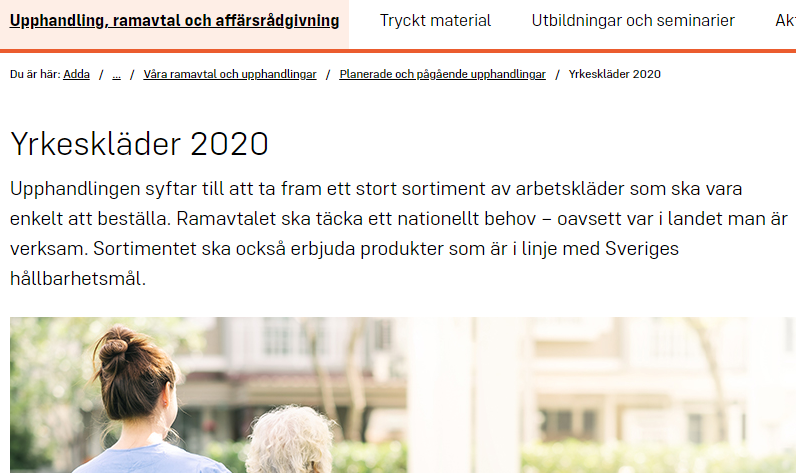 Upphandling, ramavtal och affärsrådgivning Tryckt material Utbildningar och seminarier
Du är här: Adda / ... / Våra ramavtal och upphandlingar / Planerade och pågående upphandlingar / Yrkeskläder 2020
Yrkeskläder 2020
Upphandlingen syftar till att ta fram ett stort sortiment av arbetskläder som ska vara
enkelt att beställa. Ramavtalet ska täcka ett nationellt behov – oavsett var i landet man är
verksam. Sortimentet ska också erbjuda produkter som är i linje med Sveriges
hållbarhetsmål.